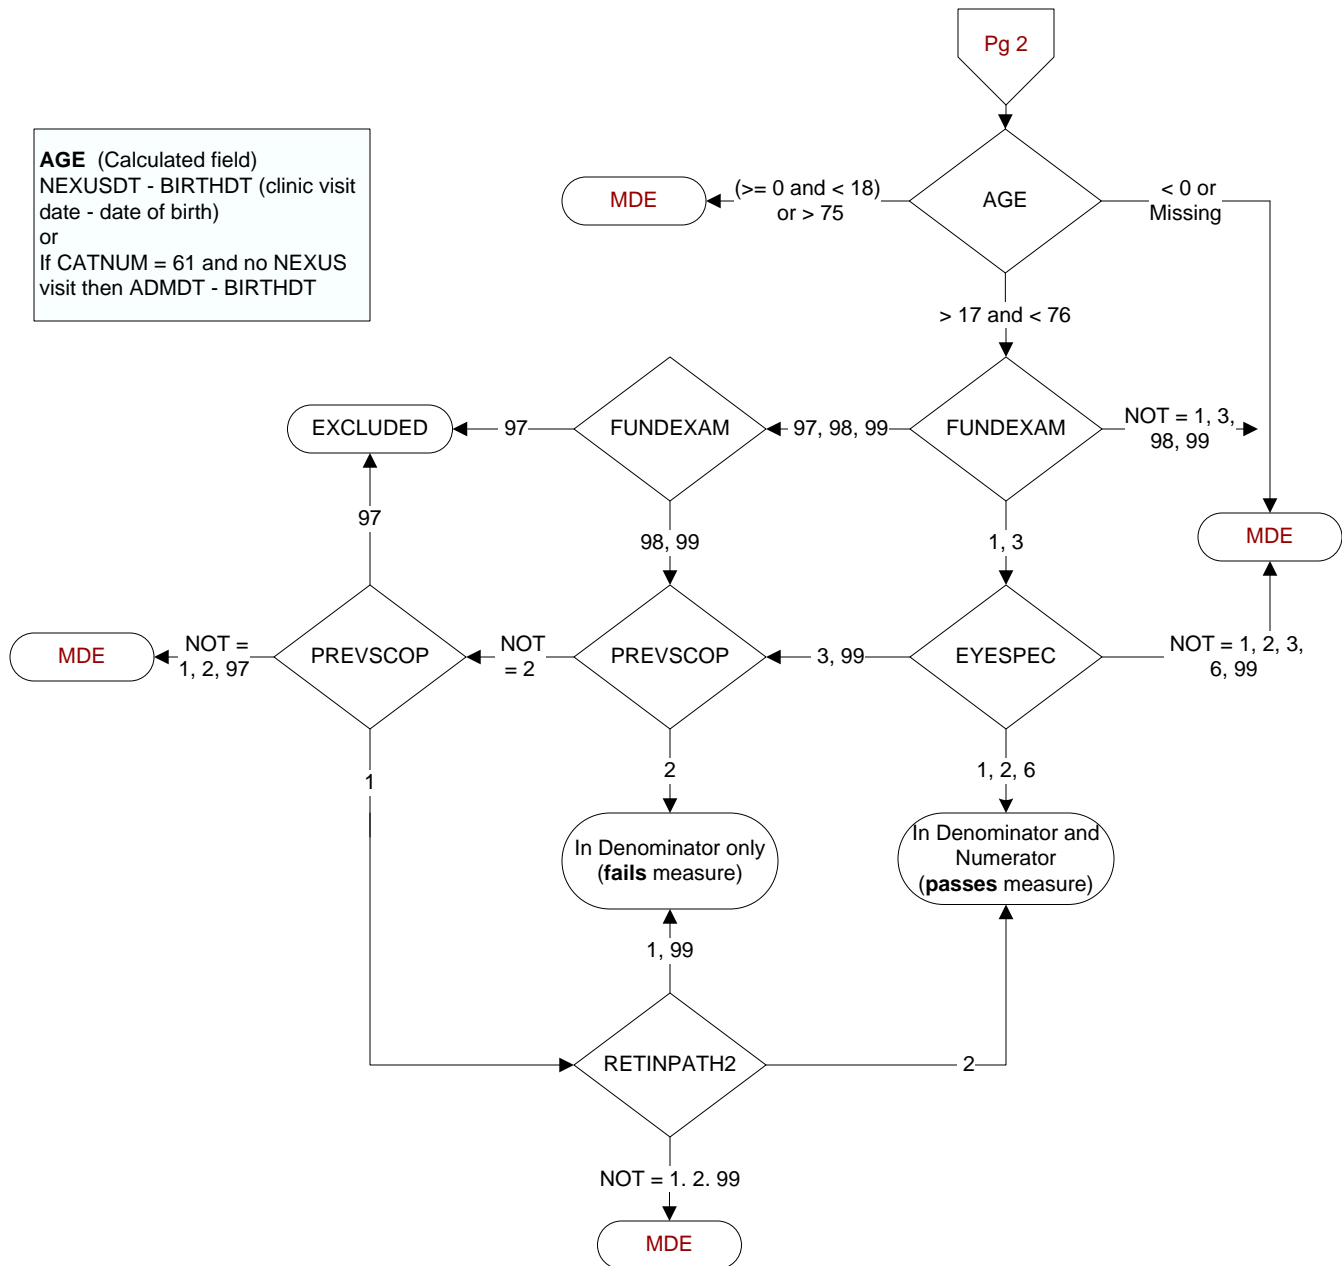 Pg 2
AGE (Calculated field)
NEXUSDT - BIRTHDT (clinic visit
date - date of birth)
or
If CATNUM = 61 and no NEXUS
visit then ADMDT - BIRTHDT
MDE
(>= 0 and < 18)
or > 75
AGE
< 0 or
Missing
> 17 and < 76
EXCLUDED
97
FUNDEXAM
97, 98, 99
FUNDEXAM
NOT = 1, 3,
98, 99
97
98, 99
1, 3
MDE
MDE
NOT =
1, 2, 97
PREVSCOP
NOT
= 2
PREVSCOP
3, 99
EYESPEC
NOT = 1, 2, 3,
6, 99
1
2
1, 2, 6
In Denominator only
(fails measure)
In Denominator and
Numerator
(passes measure)
1, 99
RETINPATH2
2
NOT = 1. 2. 99
MDE